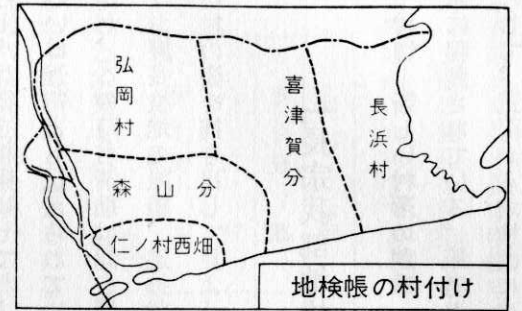 弘岡村
喜津賀分
長浜村
森山分
仁ノ村西畑
地検帳の村付け